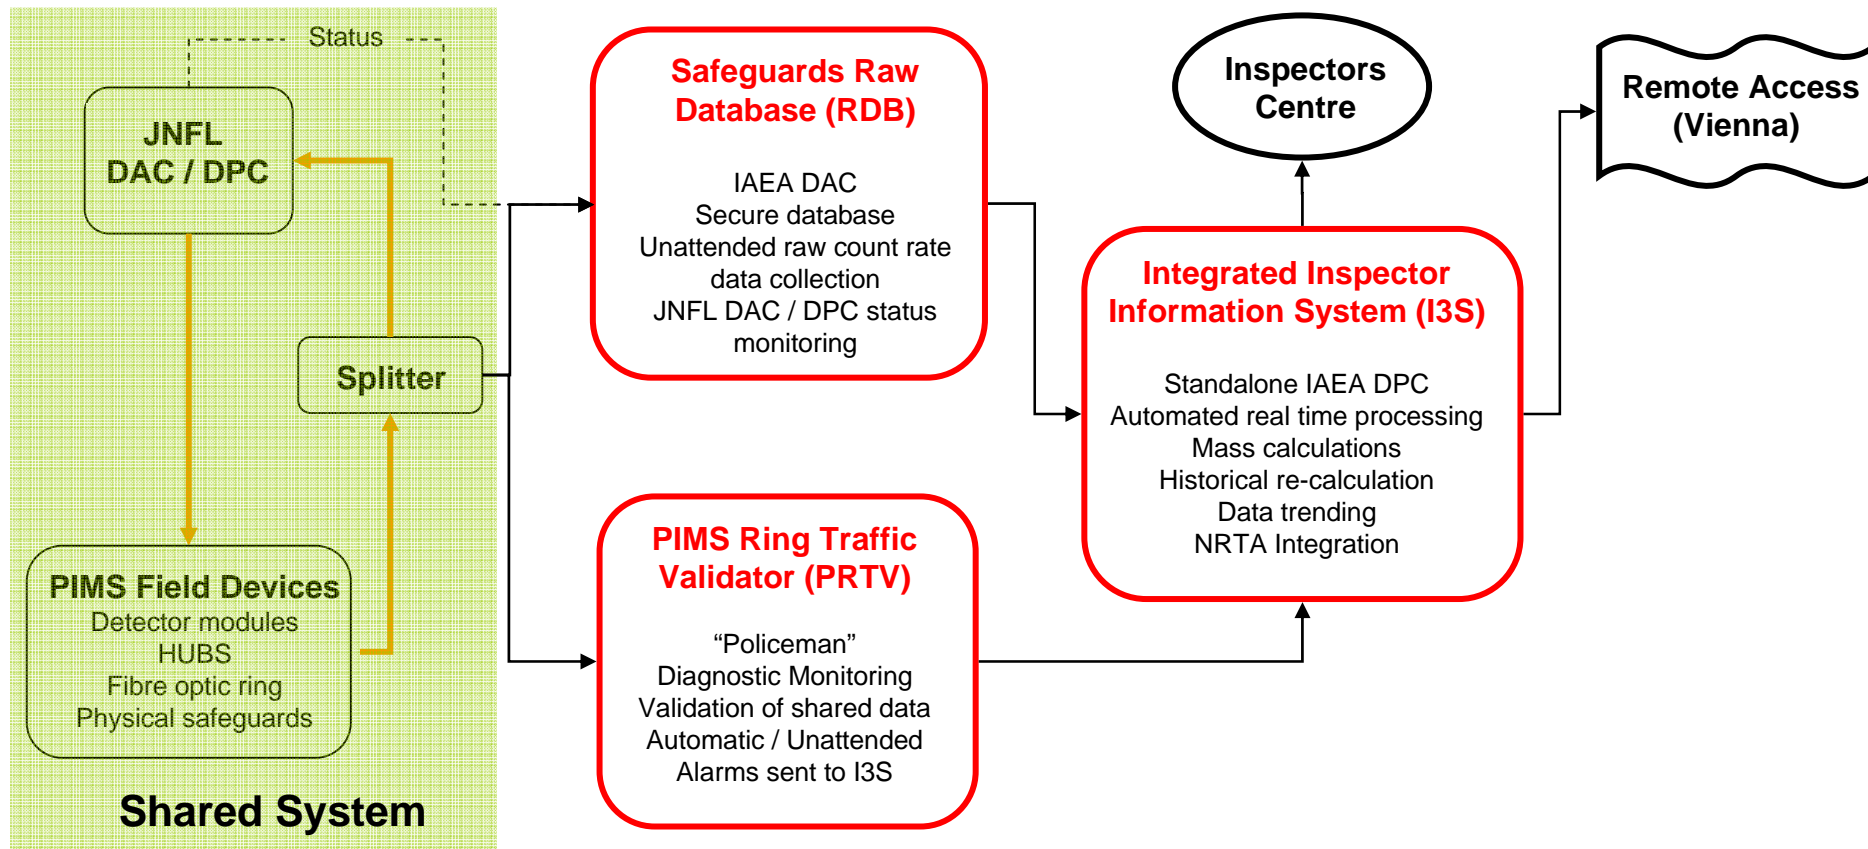 Status
JNFL
DAC / DPC
Splitter
PIMS Field Devices
Detector modules
HUBS
Fibre optic ring
Physical safeguards
Shared System
Safeguards Raw
Database (RDB)
IAEA DAC
Secure database
Unattended raw count rate
data collection
JNFL DAC / DPC status
monitoring
PIMS Ring Traffic
Validator (PRTV)
“Policeman”
Diagnostic Monitoring
Validation of shared data
Automatic / Unattended
Alarms sent to I3S
Inspectors
Centre
Integrated Inspector
Information System (I3S)
Standalone IAEA DPC
Automated real time processing
Mass calculations
Historical re-calculation
Data trending
NRTA Integration
Remote Access
(Vienna)